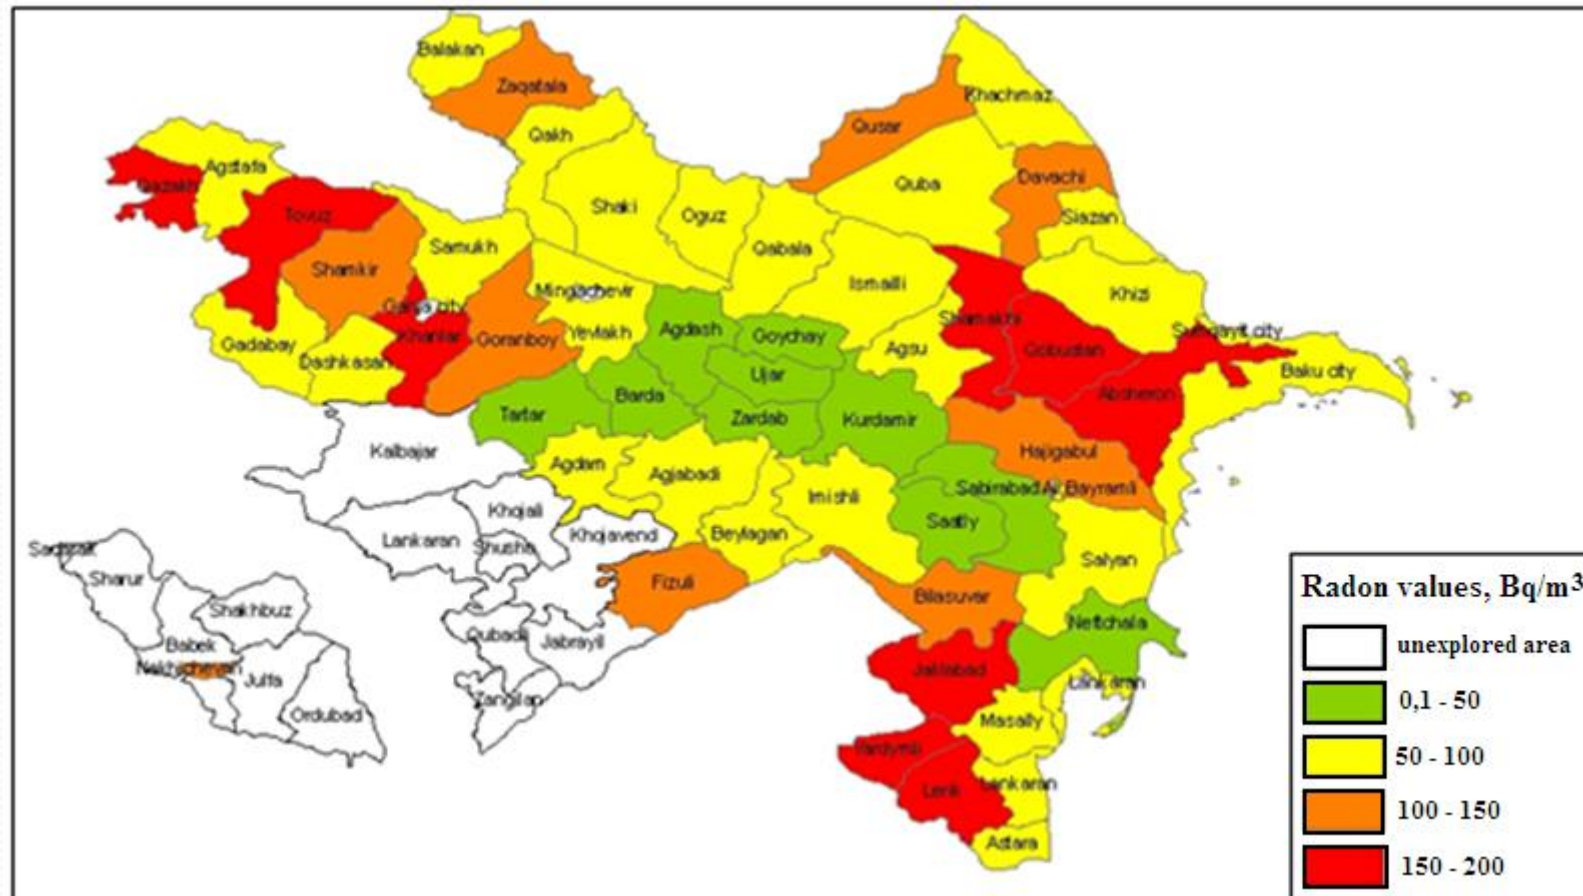 Balakan
Zaqatala
Khachmaz
Qakh
Qusar
Agstafa
Qazakh
Davachi
Quba
Shaki
Tovuz
Oguz
Siazan
Samukh
Qabala
Shamkir
Ismailli
Mingachevir
Khizi
Ganja city
Shamakhi
Agdash
Sumgayit city
Khanlar
Goranboy
Yevlakh
Goychay
Gadabay
Agsu
Gobustan
Dashkasan
Baku city
Ujar
Barda
Absheron
Tartar
Zardab
Kurdamir
Kalbajar
Hajigabul
Agdam
Agjabadi
Sabirabad
Ali Bayramli
Imishli
Khojali
Saatly
Lankaran
Shusha
Khojavend
Beylagan
Sadarak
Salyan
Sharur
Fizuli
Bilasuvar
Shakhbuz
Neftchala
Babek
Qubadli
Jabrayil
Nakhichevan
Jalilabad
Julfa
Lankaran
Zangilan
Ordubad
Masally
Yardymli
Lerik
Lankaran
Astara
Radon values, Bq/m³
unexplored area
0,1 - 50
50 - 100
100 - 150
150 - 200